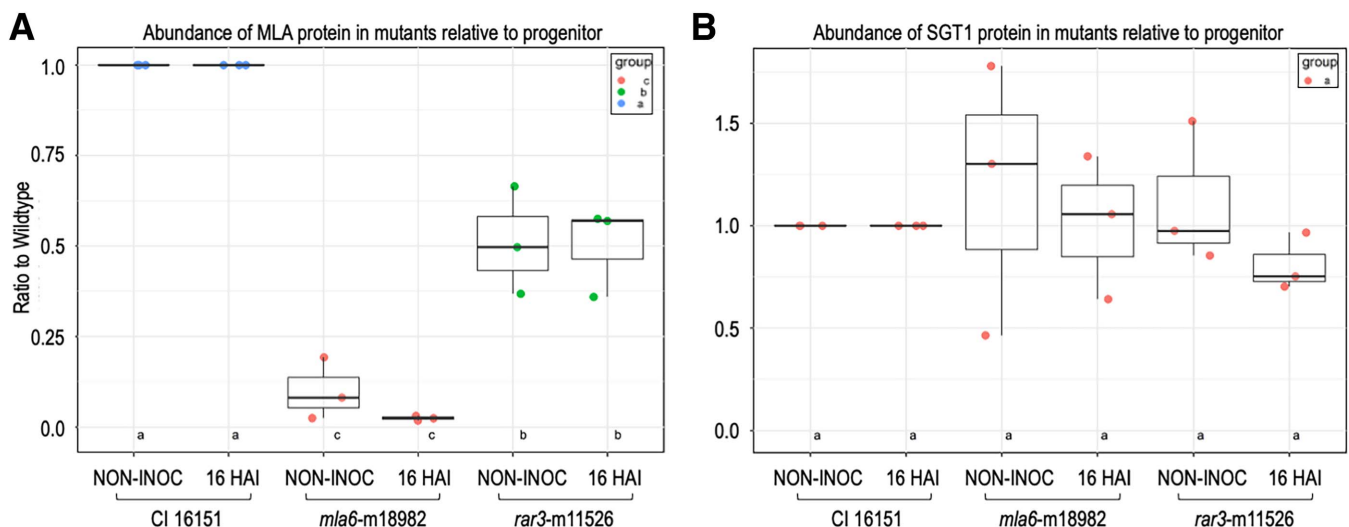 A
Abundance of MLA protein in mutants relative to progenitor
Ratio to Wildtype
1.0
0.75
0.5
0.25
0.0
group
c
b
a
a a c c b b
NON-INOC 16 HAI NON-INOC 16 HAI NON-INOC 16 HAI
CI 16151 mla6-m18982 rar3-m11526
B
Abundance of SGT1 protein in mutants relative to progenitor
1.5
1.0
0.5
0.0
group
a
a a a a a a
NON-INOC 16 HAI NON-INOC 16 HAI NON-INOC 16 HAI
CI 16151 mla6-m18982 rar3-m11526